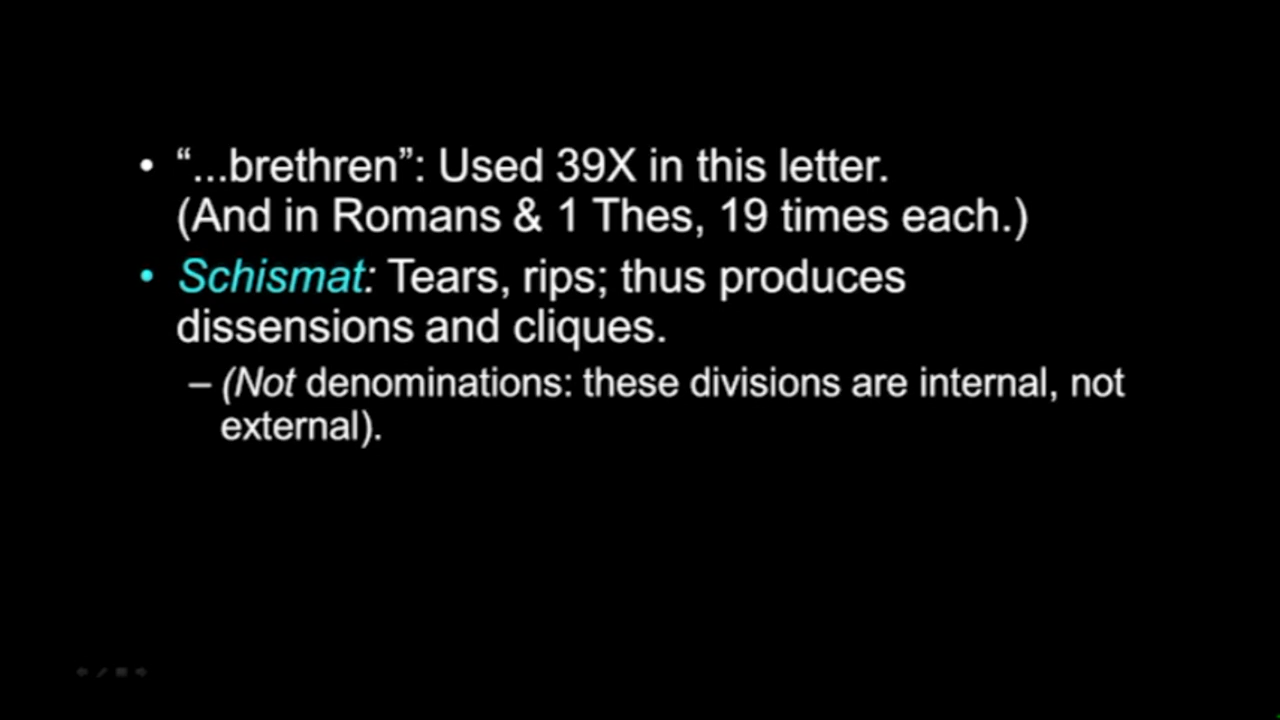 • “...brethren”: Used 39X in this letter.
(And in Romans & 1 Thes, 19 times each.)
• Schismat: Tears, rips; thus produces
dissensions and cliques.
– (Not denominations: these divisions are internal, not
external).